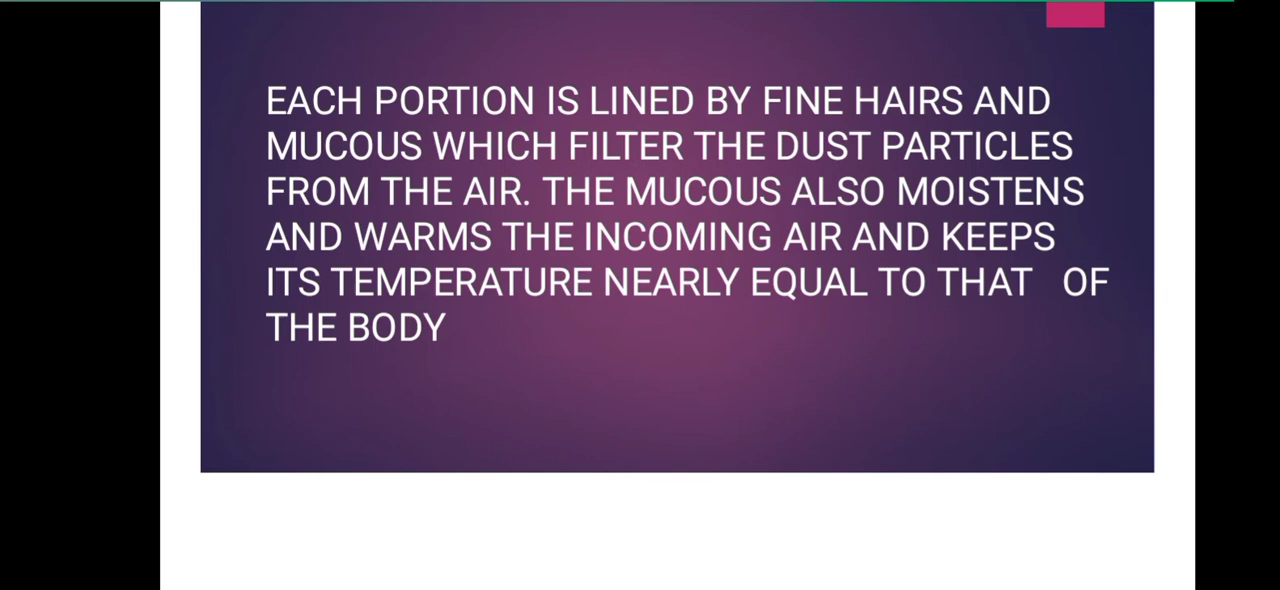 EACH PORTION IS LINED BY FINE HAIRS AND
MUCOUS WHICH FILTER THE DUST PARTICLES
FROM THE AIR. THE MUCOUS ALSO MOISTENS
AND WARMS THE INCOMING AIR AND KEEPS
ITS TEMPERATURE NEARLY EQUAL TO THAT   OF
THE BODY